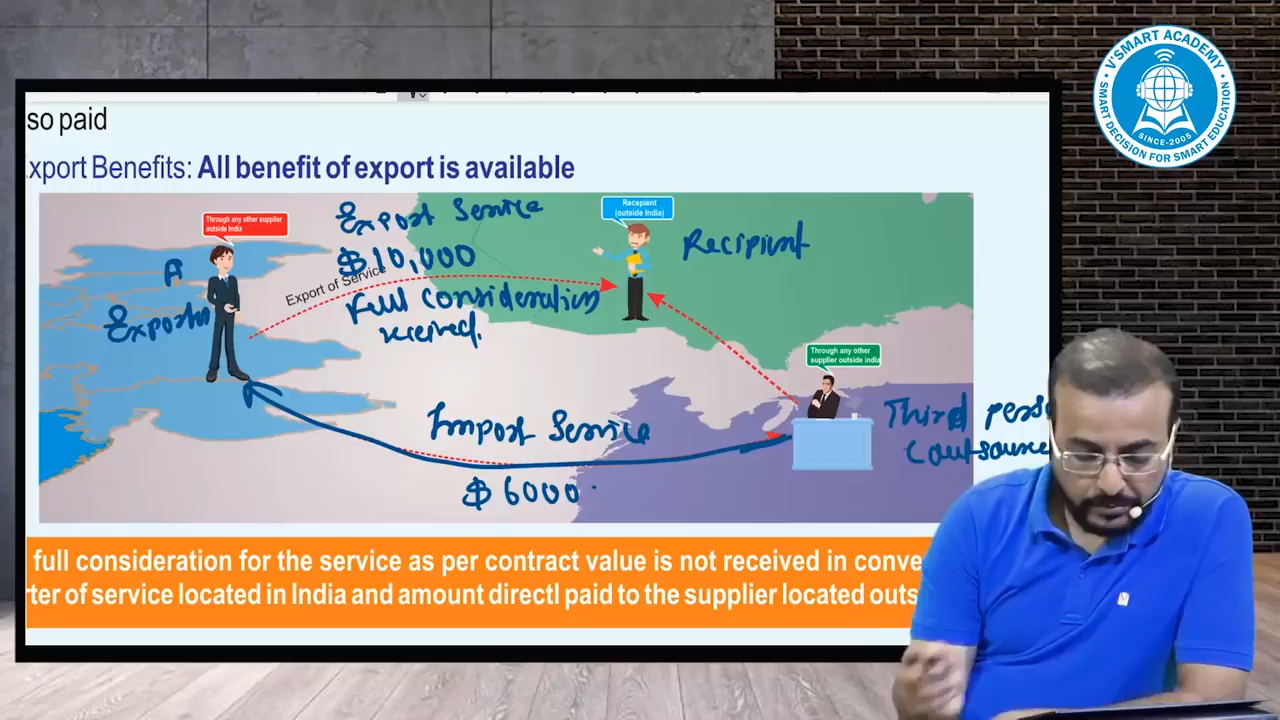 V'SMART ACADEMY
SMART DECISION FOR SMART EDUCATION
SINCE-2005
so paid
xport Benefits: All benefit of export is available
Through any other supplier
outside India
Export Service
$10,000
Export of Service
Full Consideration
received.
A
Exporter
Recepient
(outside India)
Recipient
Through any other
supplier outside india
Third pers
(outsource
Import Service
$ 6000
full consideration for the service as per contract value is not received in conve
ter of service located in India and amount directl paid to the supplier located outs